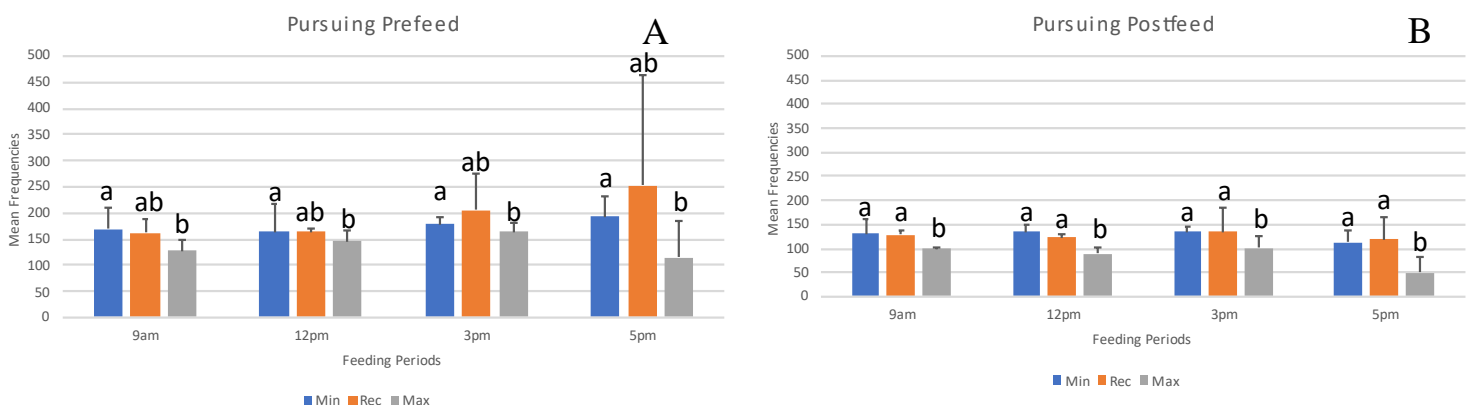 Pursuing Prefeed
A
500
450
400
350
300
250
200
150
100
50
0
Mean Frequencies
a ab b
a ab b
a ab b
a ab b
9am 12pm 3pm 5pm
Feeding Periods
Min Rec Max
Pursuing Postfeed
B
500
450
400
350
300
250
200
150
100
50
0
Mean Frequencies
a a b
a a b
a a b
a a b
9am 12pm 3pm 5pm
Feeding Periods
Min Rec Max